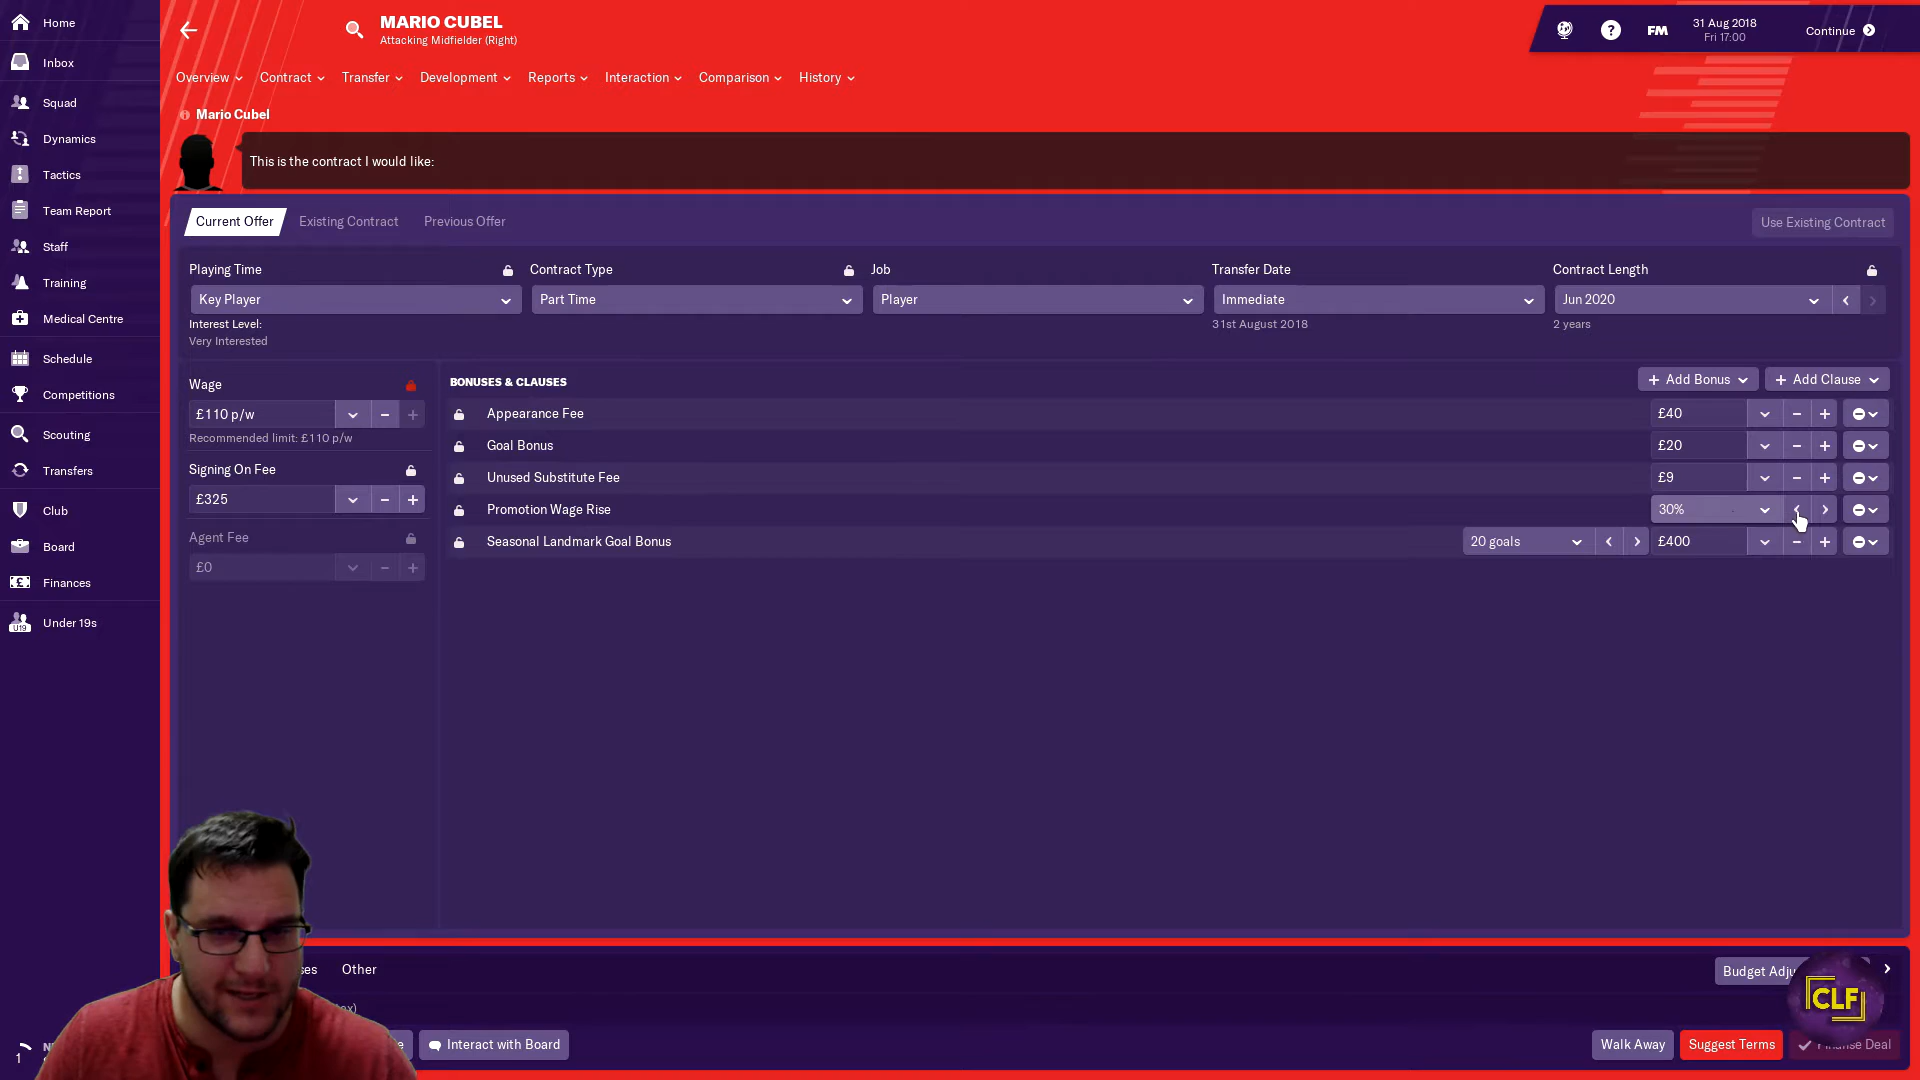 Home
Inbox
Squad
Dynamics
Tactics
Team Report
Staff
Training
Medical Centre
Schedule
Competitions
Scouting
Transfers
Club
Board
Finances
U19
Under 19s
1
MARIO CUBEL
Attacking Midfielder (Right)
?
FM
31 Aug 2018
Fri 17:00
Continue
Overview
Contract
Transfer
Development
Reports
Interaction
Comparison
History
Mario Cubel
This is the contract I would like:
Current Offer
Existing Contract
Previous Offer
Use Existing Contract
Playing Time
Contract Type
Job
Transfer Date
Contract Length
Key Player
Part Time
Player
Immediate
Jun 2020
Interest Level:
Very Interested
31st August 2018
2 years
Wage
£110 p/w
Recommended limit: £110 p/w
Signing On Fee
£325
Agent Fee
£0
BONUSES & CLAUSES
+ Add Bonus
+ Add Clause
Appearance Fee £40
Goal Bonus £20
Unused Substitute Fee £9
Promotion Wage Rise 30%
Seasonal Landmark Goal Bonus 20 goals £400
ses
Other
Budget Adju
CLF
Interact with Board
Walk Away
Suggest Terms
Finalise Deal